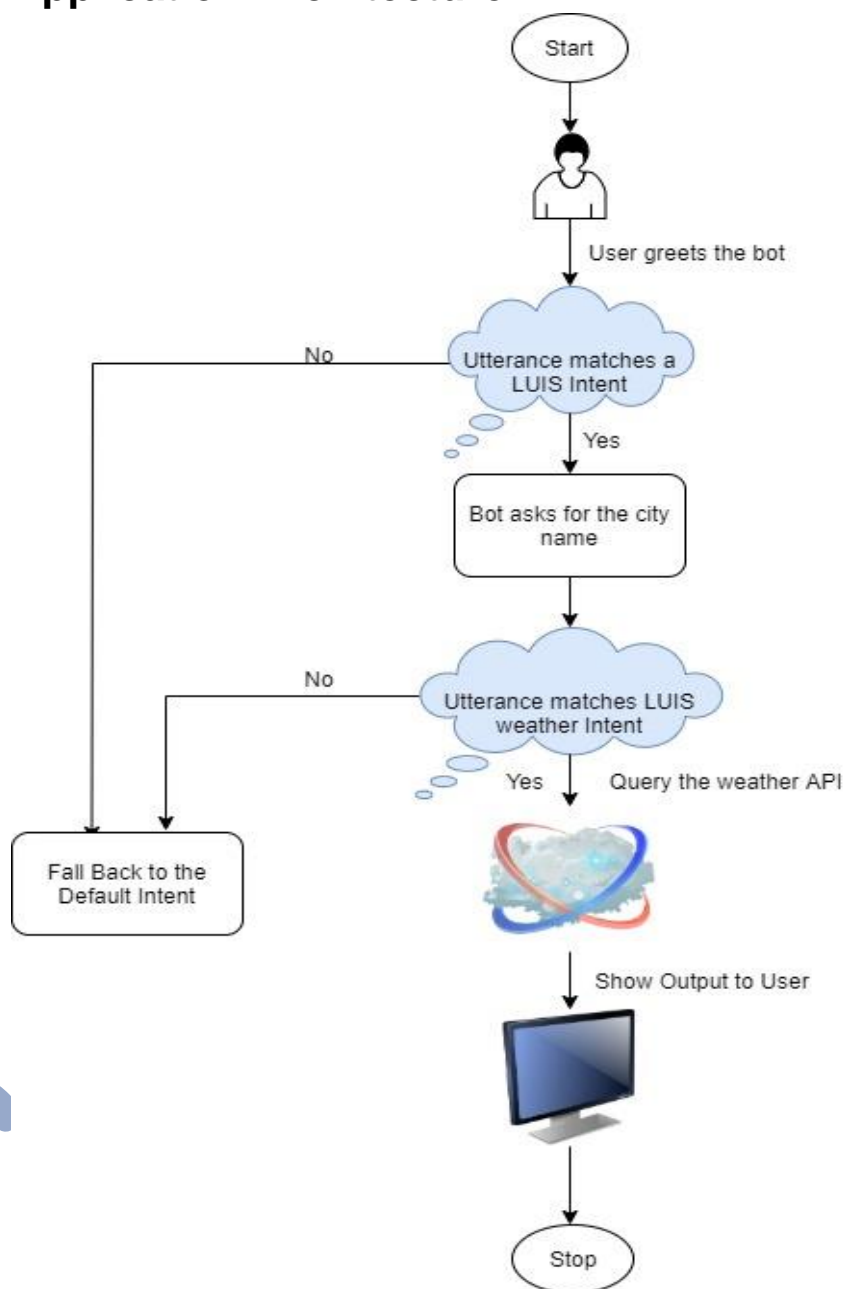 Start
User greets the bot
No
Utterance matches a
LUIS Intent
Yes
Bot asks for the city
name
No
Utterance matches LUIS
weather Intent
Yes
Query the weather API
Fall Back to the
Default Intent
Show Output to User
Stop